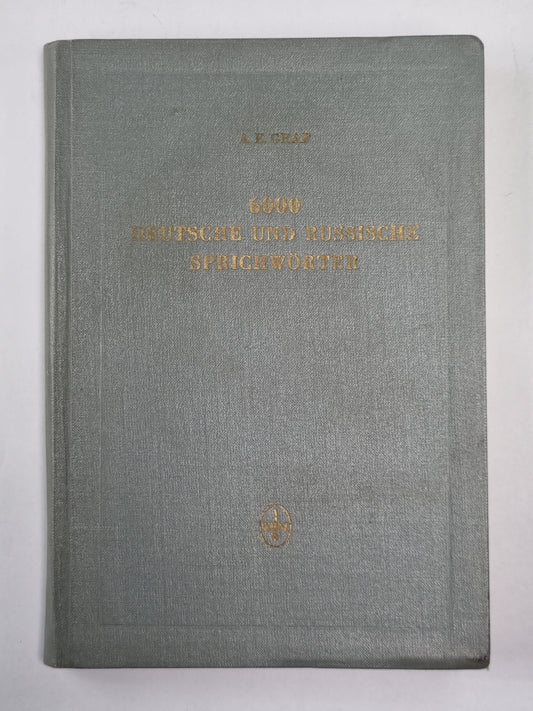 A. E. GRAF
6000
DEUTSCHE UND RUSSISCHE
SPRICHWÖRTER